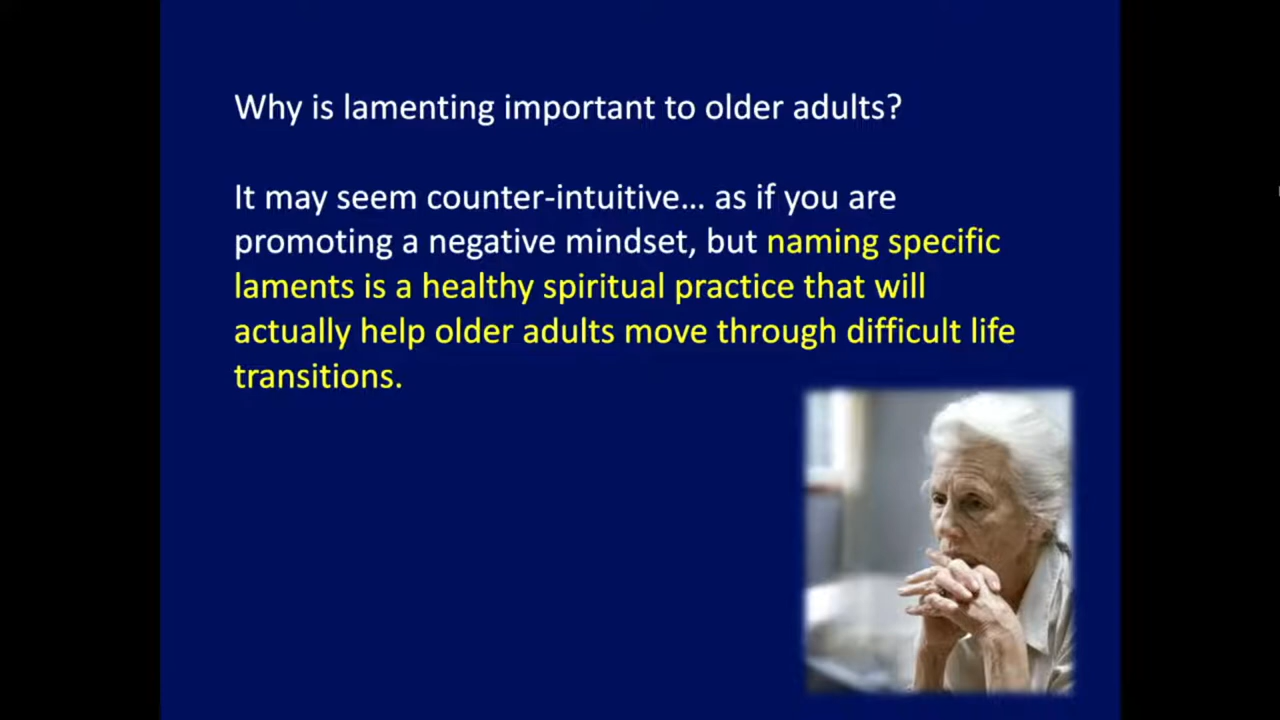 Why is lamenting important to older adults?
It may seem counter-intuitive... as if you are
promoting a negative mindset, but naming specific
laments is a healthy spiritual practice that will
actually help older adults move through difficult life
transitions.